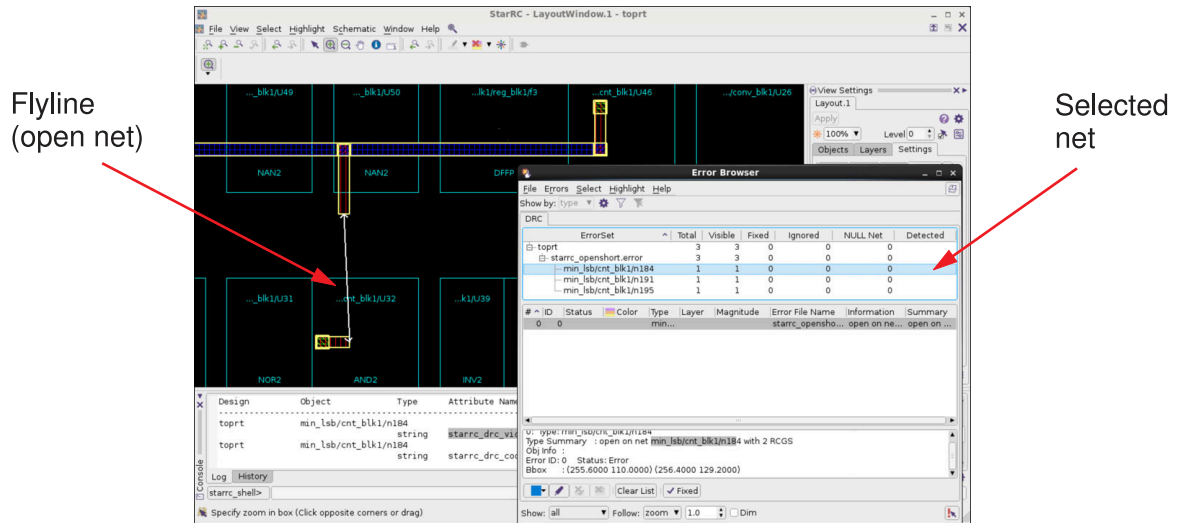 StarRC - LayoutWindow.1 - toprt
File View Select Highlight Schematic Window Help
Flyline
(open net)
Selected
net
..._blk1/U49 ..._blk1/U50 ...lk1/reg_blk1/f3 ...cnt_blk1/U46 .../conv_blk1/U26
NAN2 NAN2 DFFP
..._blk1/U31 ...cnt_blk1/U32 ...k1/U39
NOR2 AND2 INV2
View Settings
Layout.1
Apply
100% Level 0
Objects Layers Settings
Error Browser
File Errors Select Highlight Help
Show by: type
DRC
ErrorSet Total Visible Fixed Ignored NULL Net Detected
toprt 3 3 0 0 0
starrc_openshort.error 3 3 0 0 0
min_lsb/cnt_blk1/n184 1 1 0 0 0
min_lsb/cnt_blk1/n191 1 1 0 0 0
min_lsb/cnt_blk1/n195 1 1 0 0 0
# ID Status Color Type Layer Magnitude Error File Name Information Summary
0 0 min... starrc_opensho... open on ne... open on ...
0: Type: min_lsb/cnt_blk1/n184
Type Summary : open on net min_lsb/cnt_blk1/n184 with 2 RCGS
Obj Info :
Error ID: 0 Status: Error
Bbox : (255.6000 110.0000) (256.4000 129.2000)
Clear List Fixed
Show: all Follow: zoom 1.0 Dim
Design Object Type Attribute Name
toprt min_lsb/cnt_blk1/n184
string starrc_drc_vio
toprt min_lsb/cnt_blk1/n184
string starrc_drc_coo
Console
Log History
starrc_shell>
Specify zoom in box (Click opposite corners or drag)